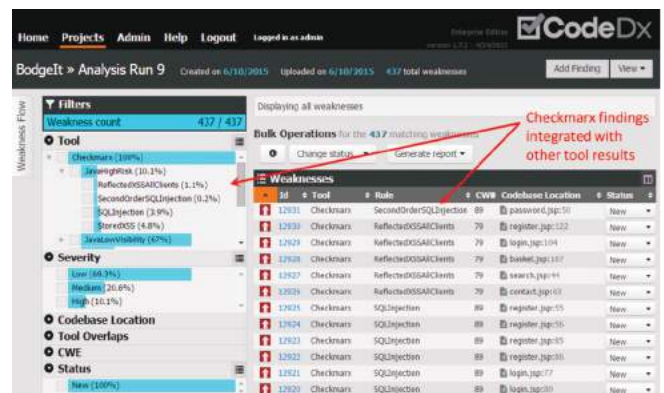 Home Projects Admin Help Logout Logged in as admin
Enterprise Edition
CodeDx
BodgeIt » Analysis Run 9 Created on 6/10/2015 Uploaded on 6/10/2015 437 total weaknesses Add Finding View
Weakness Flow
Filters
Weakness count 437 / 437
Tool
Checkmarx (100%)
JavaHighRisk (10.1%)
ReflectedXSSAllClients (1.1%)
SecondOrderSQLInjection (0.2%)
SQLInjection (3.9%)
StoredXSS (4.8%)
JavaLowVisibility (67%)
Severity
Low (69.3%)
Medium (20.6%)
High (10.1%)
Codebase Location
Tool Overlaps
CWE
Status
New (100%)
Displaying all weaknesses
Bulk Operations for the 437 matching weaknesses
Change status Generate report
Checkmarx findings
integrated with
other tool results
Weaknesses
Id Tool Rule CWE Codebase Location Status
12931 Checkmarx SecondOrderSQLInjection 89 password.jsp:50 New
12930 Checkmarx ReflectedXSSAllClients 79 register.jsp:122 New
12929 Checkmarx ReflectedXSSAllClients 79 login.jsp:104 New
12928 Checkmarx ReflectedXSSAllClients 79 basket.jsp:167 New
12927 Checkmarx ReflectedXSSAllClients 79 search.jsp:44 New
12926 Checkmarx ReflectedXSSAllClients 79 contact.jsp:63 New
12925 Checkmarx SQLInjection 89 register.jsp:55 New
12924 Checkmarx SQLInjection 89 register.jsp:56 New
12923 Checkmarx SQLInjection 89 register.jsp:85 New
12922 Checkmarx SQLInjection 89 register.jsp:86 New
12921 Checkmarx SQLInjection 89 login.jsp:77 New
12920 Checkmarx SQLInjection 89 login.jsp:80 New